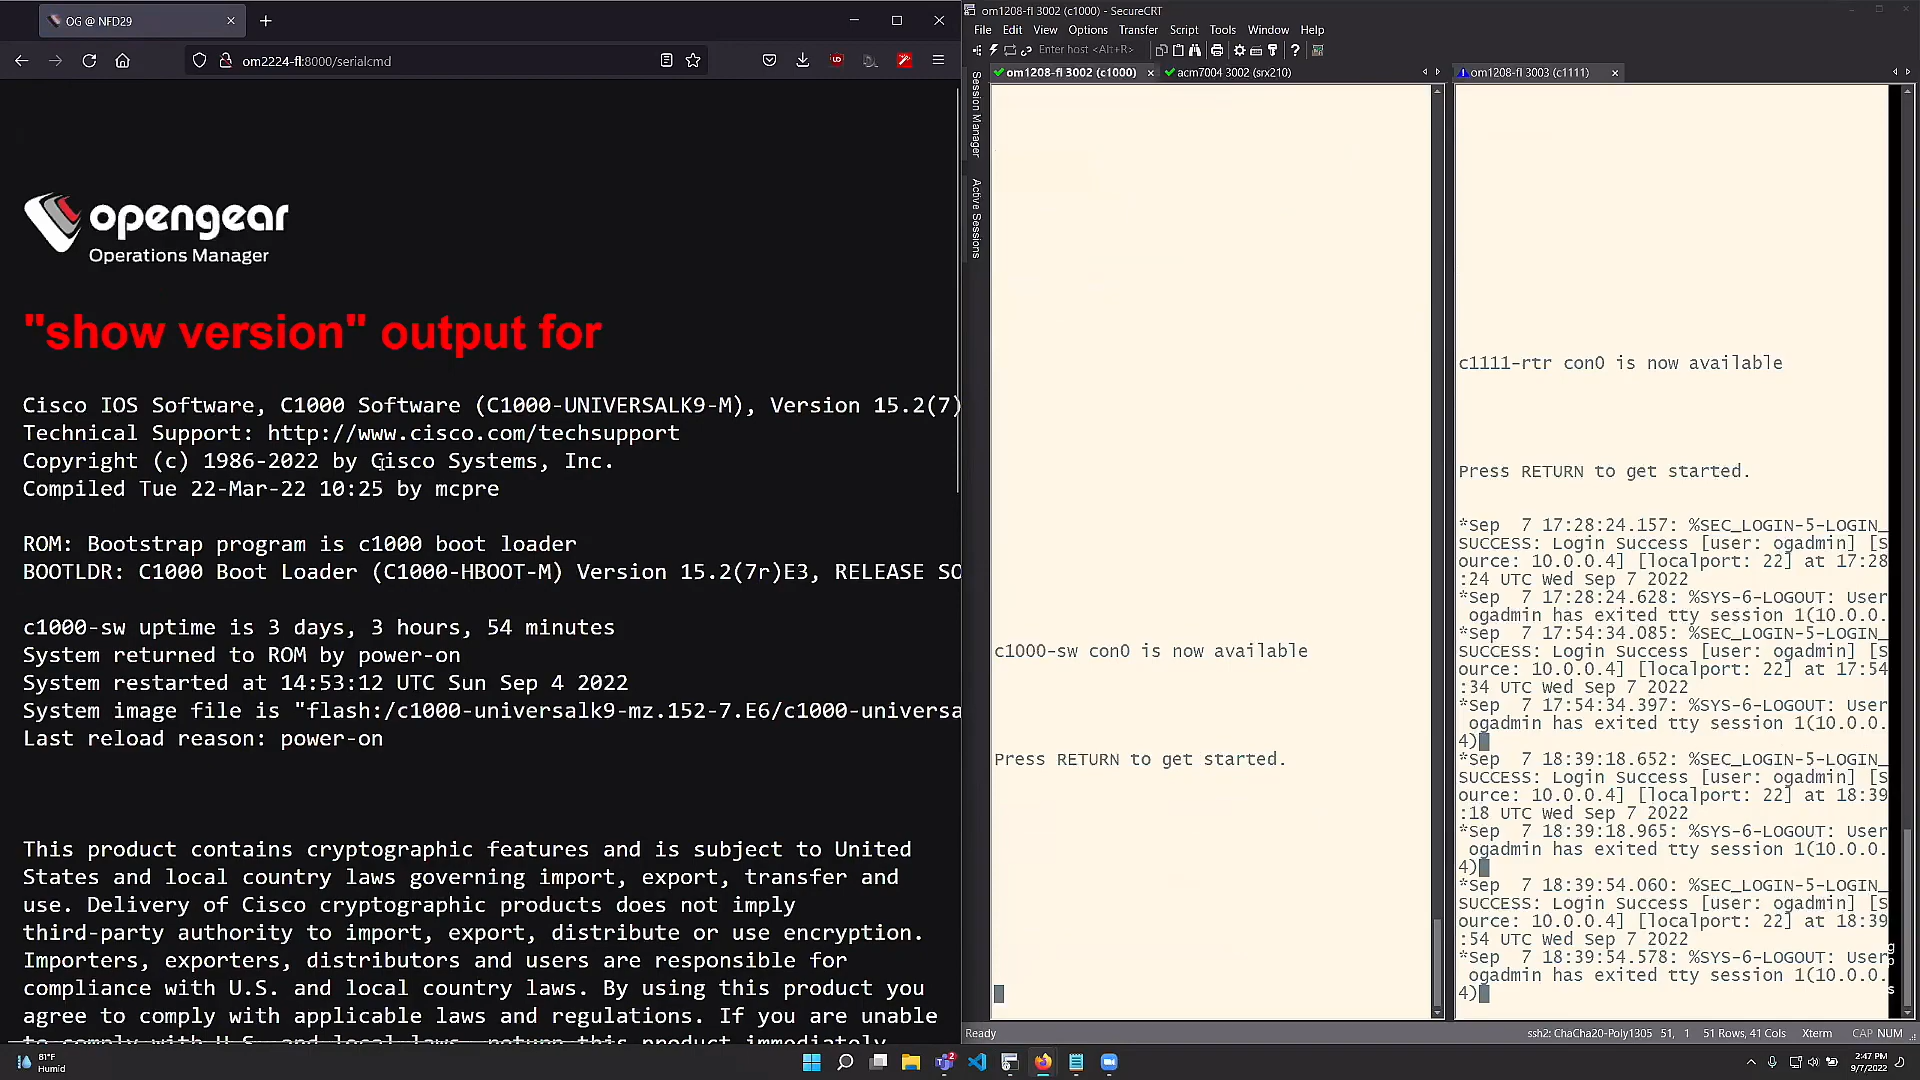 OG @ NFD29
om2224-fl:8000/serialcmd
opengear
Operations Manager
"show version" output for
Cisco IOS Software, C1000 Software (C1000-UNIVERSALK9-M), Version 15.2(7)
Technical Support: http://www.cisco.com/techsupport
Copyright (c) 1986-2022 by Cisco Systems, Inc.
Compiled Tue 22-Mar-22 10:25 by mcpre
ROM: Bootstrap program is c1000 boot loader
BOOTLDR: C1000 Boot Loader (C1000-HBOOT-M) Version 15.2(7r)E3, RELEASE SO
c1000-sw uptime is 3 days, 3 hours, 54 minutes
System returned to ROM by power-on
System restarted at 14:53:12 UTC Sun Sep 4 2022
System image file is "flash:/c1000-universalk9-mz.152-7.E6/c1000-universa
Last reload reason: power-on
This product contains cryptographic features and is subject to United
States and local country laws governing import, export, transfer and
use. Delivery of Cisco cryptographic products does not imply
third-party authority to import, export, distribute or use encryption.
Importers, exporters, distributors and users are responsible for
compliance with U.S. and local country laws. By using this product you
agree to comply with applicable laws and regulations. If you are unable
to comply with U.S. and local laws, return this product immediately.
om1208-fl 3002 (c1000) - SecureCRT
File Edit View Options Transfer Script Tools Window Help
Enter host <Alt+R>
om1208-fl 3002 (c1000)
acm7004 3002 (srx210)
om1208-fl 3003 (c1111)
Session Manager
Active Sessions
c1000-sw con0 is now available
Press RETURN to get started.
c1111-rtr con0 is now available
Press RETURN to get started.
*Sep  7 17:28:24.157: %SEC_LOGIN-5-LOGIN_
SUCCESS: Login Success [user: ogadmin] [S
ource: 10.0.0.4] [localport: 22] at 17:28
:24 UTC Wed Sep 7 2022
*Sep  7 17:28:24.628: %SYS-6-LOGOUT: User
ogadmin has exited tty session 1(10.0.0.
4)
*Sep  7 17:54:34.085: %SEC_LOGIN-5-LOGIN_
SUCCESS: Login Success [user: ogadmin] [S
ource: 10.0.0.4] [localport: 22] at 17:54
:34 UTC Wed Sep 7 2022
*Sep  7 17:54:34.397: %SYS-6-LOGOUT: User
ogadmin has exited tty session 1(10.0.0.
4)
*Sep  7 18:39:18.652: %SEC_LOGIN-5-LOGIN_
SUCCESS: Login Success [user: ogadmin] [S
ource: 10.0.0.4] [localport: 22] at 18:39
:18 UTC Wed Sep 7 2022
*Sep  7 18:39:18.965: %SYS-6-LOGOUT: User
ogadmin has exited tty session 1(10.0.0.
4)
*Sep  7 18:39:54.060: %SEC_LOGIN-5-LOGIN_
SUCCESS: Login Success [user: ogadmin] [S
ource: 10.0.0.4] [localport: 22] at 18:39
:54 UTC Wed Sep 7 2022
*Sep  7 18:39:54.578: %SYS-6-LOGOUT: User
ogadmin has exited tty session 1(10.0.0.
4)
Ready
ssh2: ChaCha20-Poly1305 51, 1 51 Rows, 41 Cols Xterm CAP NUM
81°F
Humid
2:47 PM
9/7/2022